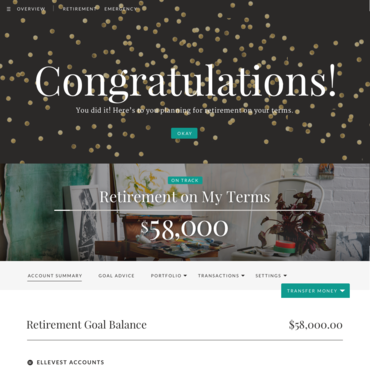 OVERVIEW RETIREMENT EMERGENCY
Congratulations!
You did it! Here's to you planning for retirement on your terms.
OKAY
ON TRACK
Retirement on My Terms
$58,000
ACCOUNT SUMMARY GOAL ADVICE PORTFOLIO TRANSACTIONS SETTINGS
TRANSFER MONEY
Retirement Goal Balance $58,000.00
ELLEVEST ACCOUNTS